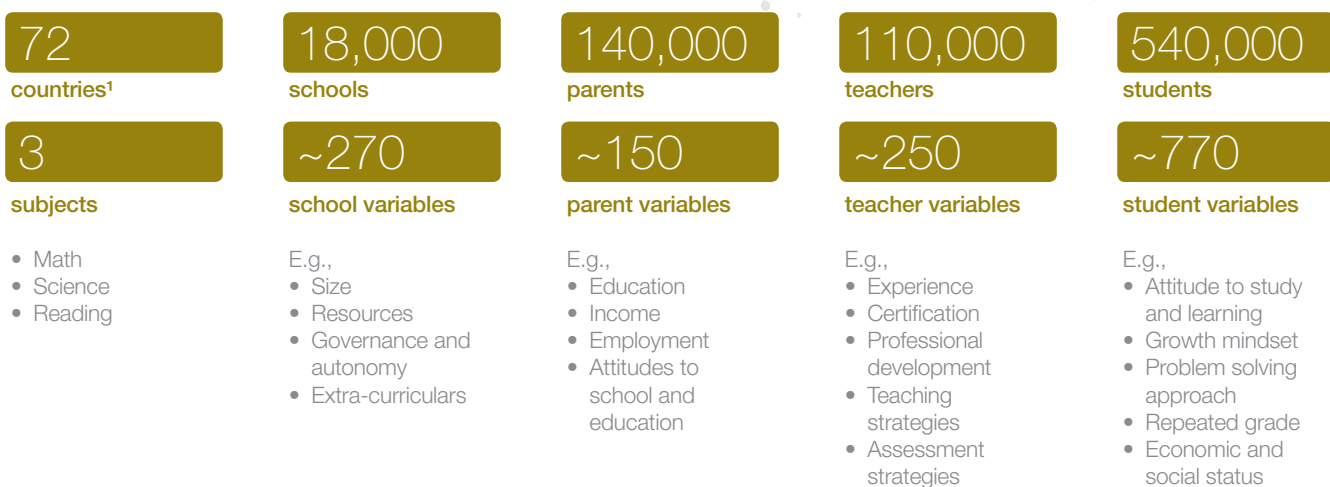 72
countries¹
3
subjects
• Math
• Science
• Reading
18,000
schools
~270
school variables
E.g.,
• Size
• Resources
• Governance and
autonomy
• Extra-curriculars
140,000
parents
~150
parent variables
E.g.,
• Education
• Income
• Employment
• Attitudes to
school and
education
110,000
teachers
~250
teacher variables
E.g.,
• Experience
• Certification
• Professional
development
• Teaching
strategies
• Assessment
strategies
540,000
students
~770
student variables
E.g.,
• Attitude to study
and learning
• Growth mindset
• Problem solving
approach
• Repeated grade
• Economic and
social status